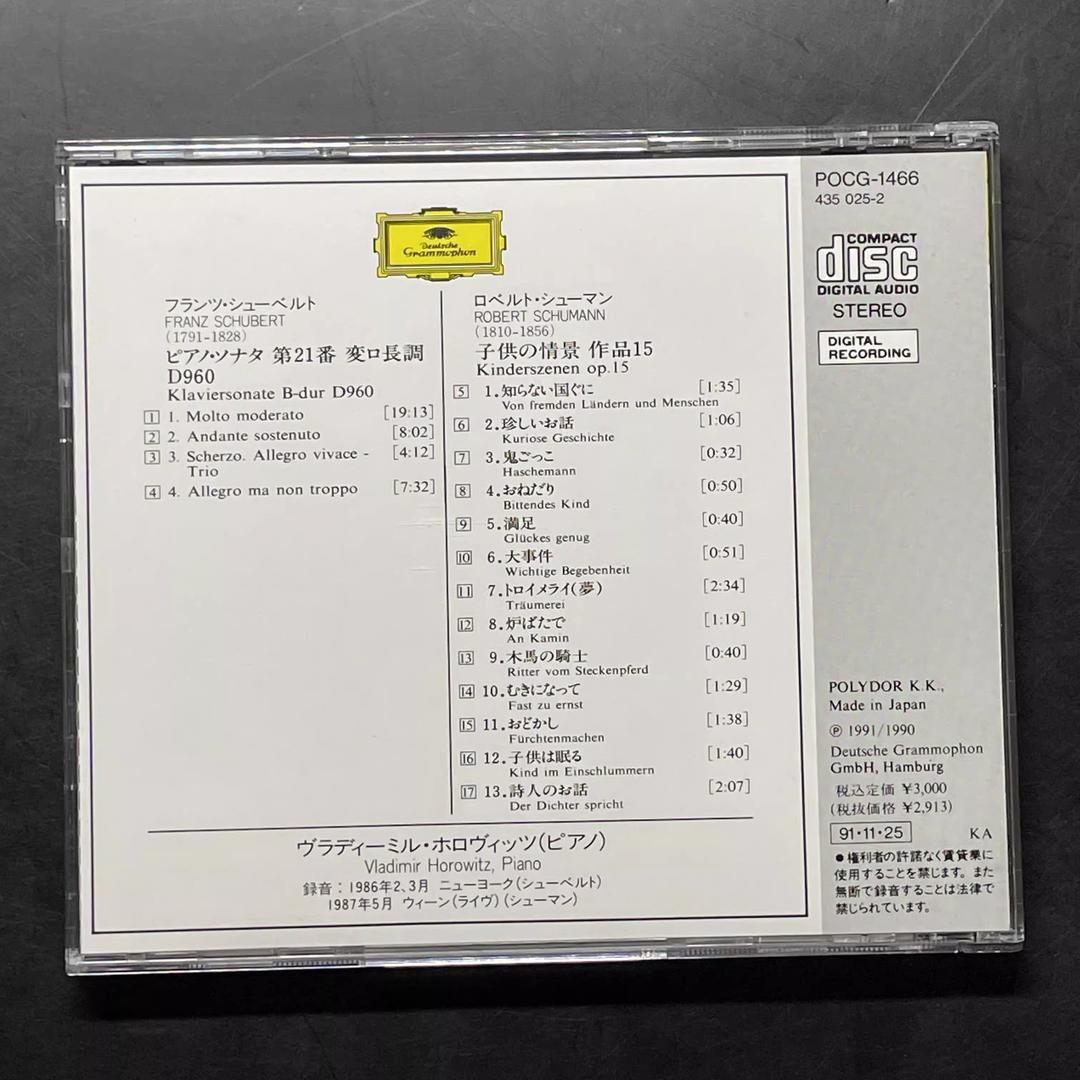 Deutsche
Grammophon
フランツ・シューベルト
FRANZ SCHUBERT
(1791-1828)
ピアノ・ソナタ 第21番 変ロ長調
D960
Klaviersonate B-dur D960
1 1. Molto moderato [19:13]
2 2. Andante sostenuto [8:02]
3 3. Scherzo. Allegro vivace - [4:12]
Trio
4 4. Allegro ma non troppo [7:32]
ロベルト・シューマン
ROBERT SCHUMANN
(1810-1856)
子供の情景 作品15
Kinderszenen op.15
5 1.知らない国ぐに [1:35]
Von fremden Ländern und Menschen
6 2.珍しいお話 [1:06]
Kuriose Geschichte
7 3.鬼ごっこ [0:32]
Haschemann
8 4.おねだり [0:50]
Bittendes Kind
9 5.満足 [0:40]
Glückes genug
10 6.大事件 [0:51]
Wichtige Begebenheit
11 7.トロイメライ(夢) [2:34]
Träumerei
12 8.炉ばたで [1:19]
An Kamin
13 9.木馬の騎士 [0:40]
Ritter vom Steckenpferd
14 10.むきになって [1:29]
Fast zu ernst
15 11.おどかし [1:38]
Fürchtenmachen
16 12.子供は眠る [1:40]
Kind im Einschlummern
17 13.詩人のお話 [2:07]
Der Dichter spricht
ヴラディーミル・ホロヴィッツ(ピアノ)
Vladimir Horowitz, Piano
録音：1986年2、3月 ニューヨーク(シューベルト)
1987年5月 ウィーン(ライヴ)(シューマン)
POCG-1466
435 025-2
COMPACT
disc
DIGITAL AUDIO
STEREO
DIGITAL
RECORDING
POLYDOR K.K.,
Made in Japan
℗ 1991/1990
Deutsche Grammophon
GmbH, Hamburg
税込定価 ¥3,000
(税抜価格 ¥2,913)
91・11・25 KA
●権利者の許諾なく賃貸業に
使用することを禁じます。また
無断で録音することは法律で
禁じられています。